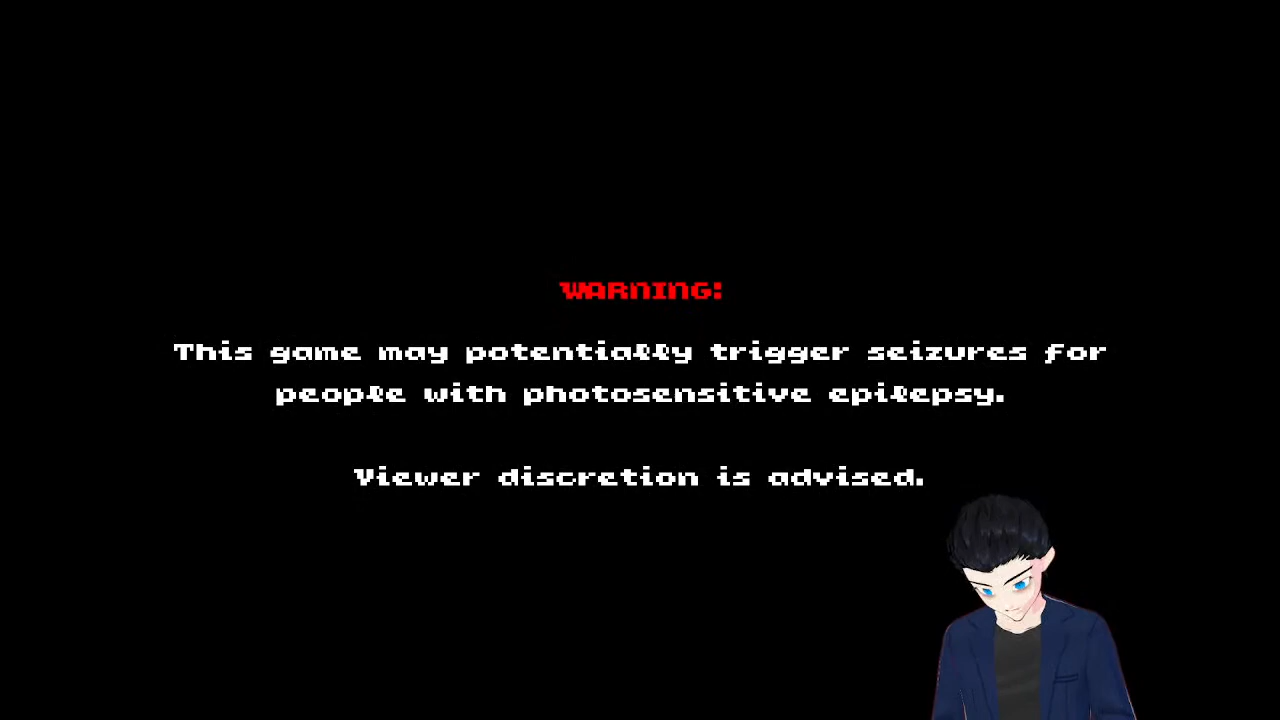 WARNING:
This game may potentially trigger seizures for
people with photosensitive epilepsy.
Viewer discretion is advised.